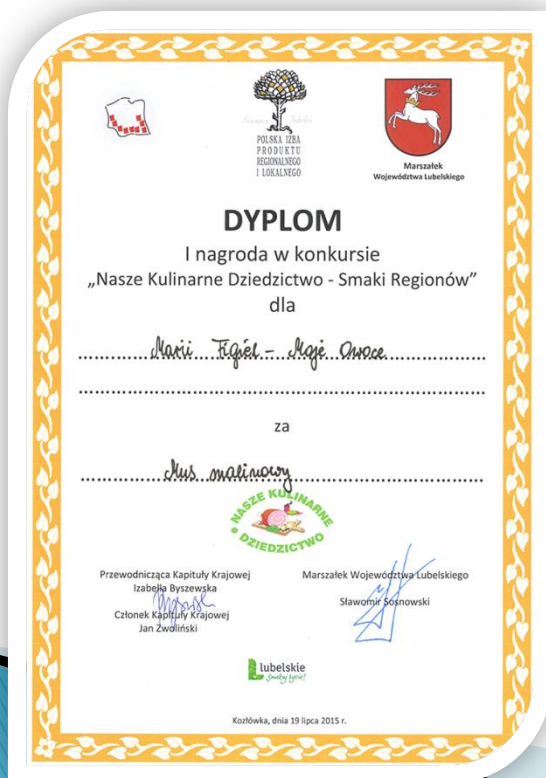 POLSKA IZBA
PRODUKTU
REGIONALNEGO
I LOKALNEGO
Marszałek
Województwa Lubelskiego
DYPLOM
I nagroda w konkursie
„Nasze Kulinarne Dziedzictwo - Smaki Regionów”
dla
Marii Figiel - Moje Owoce
za
Mus malinowy
NASZE KULINARNE
DZIEDZICTWO
Przewodnicząca Kapituły Krajowej
Izabella Byszewska
Członek Kapituły Krajowej
Jan Zwoliński
Marszałek Województwa Lubelskiego
Sławomir Sosnowski
lubelskie
Smakuj życie!
Kozłówka, dnia 19 lipca 2015 r.